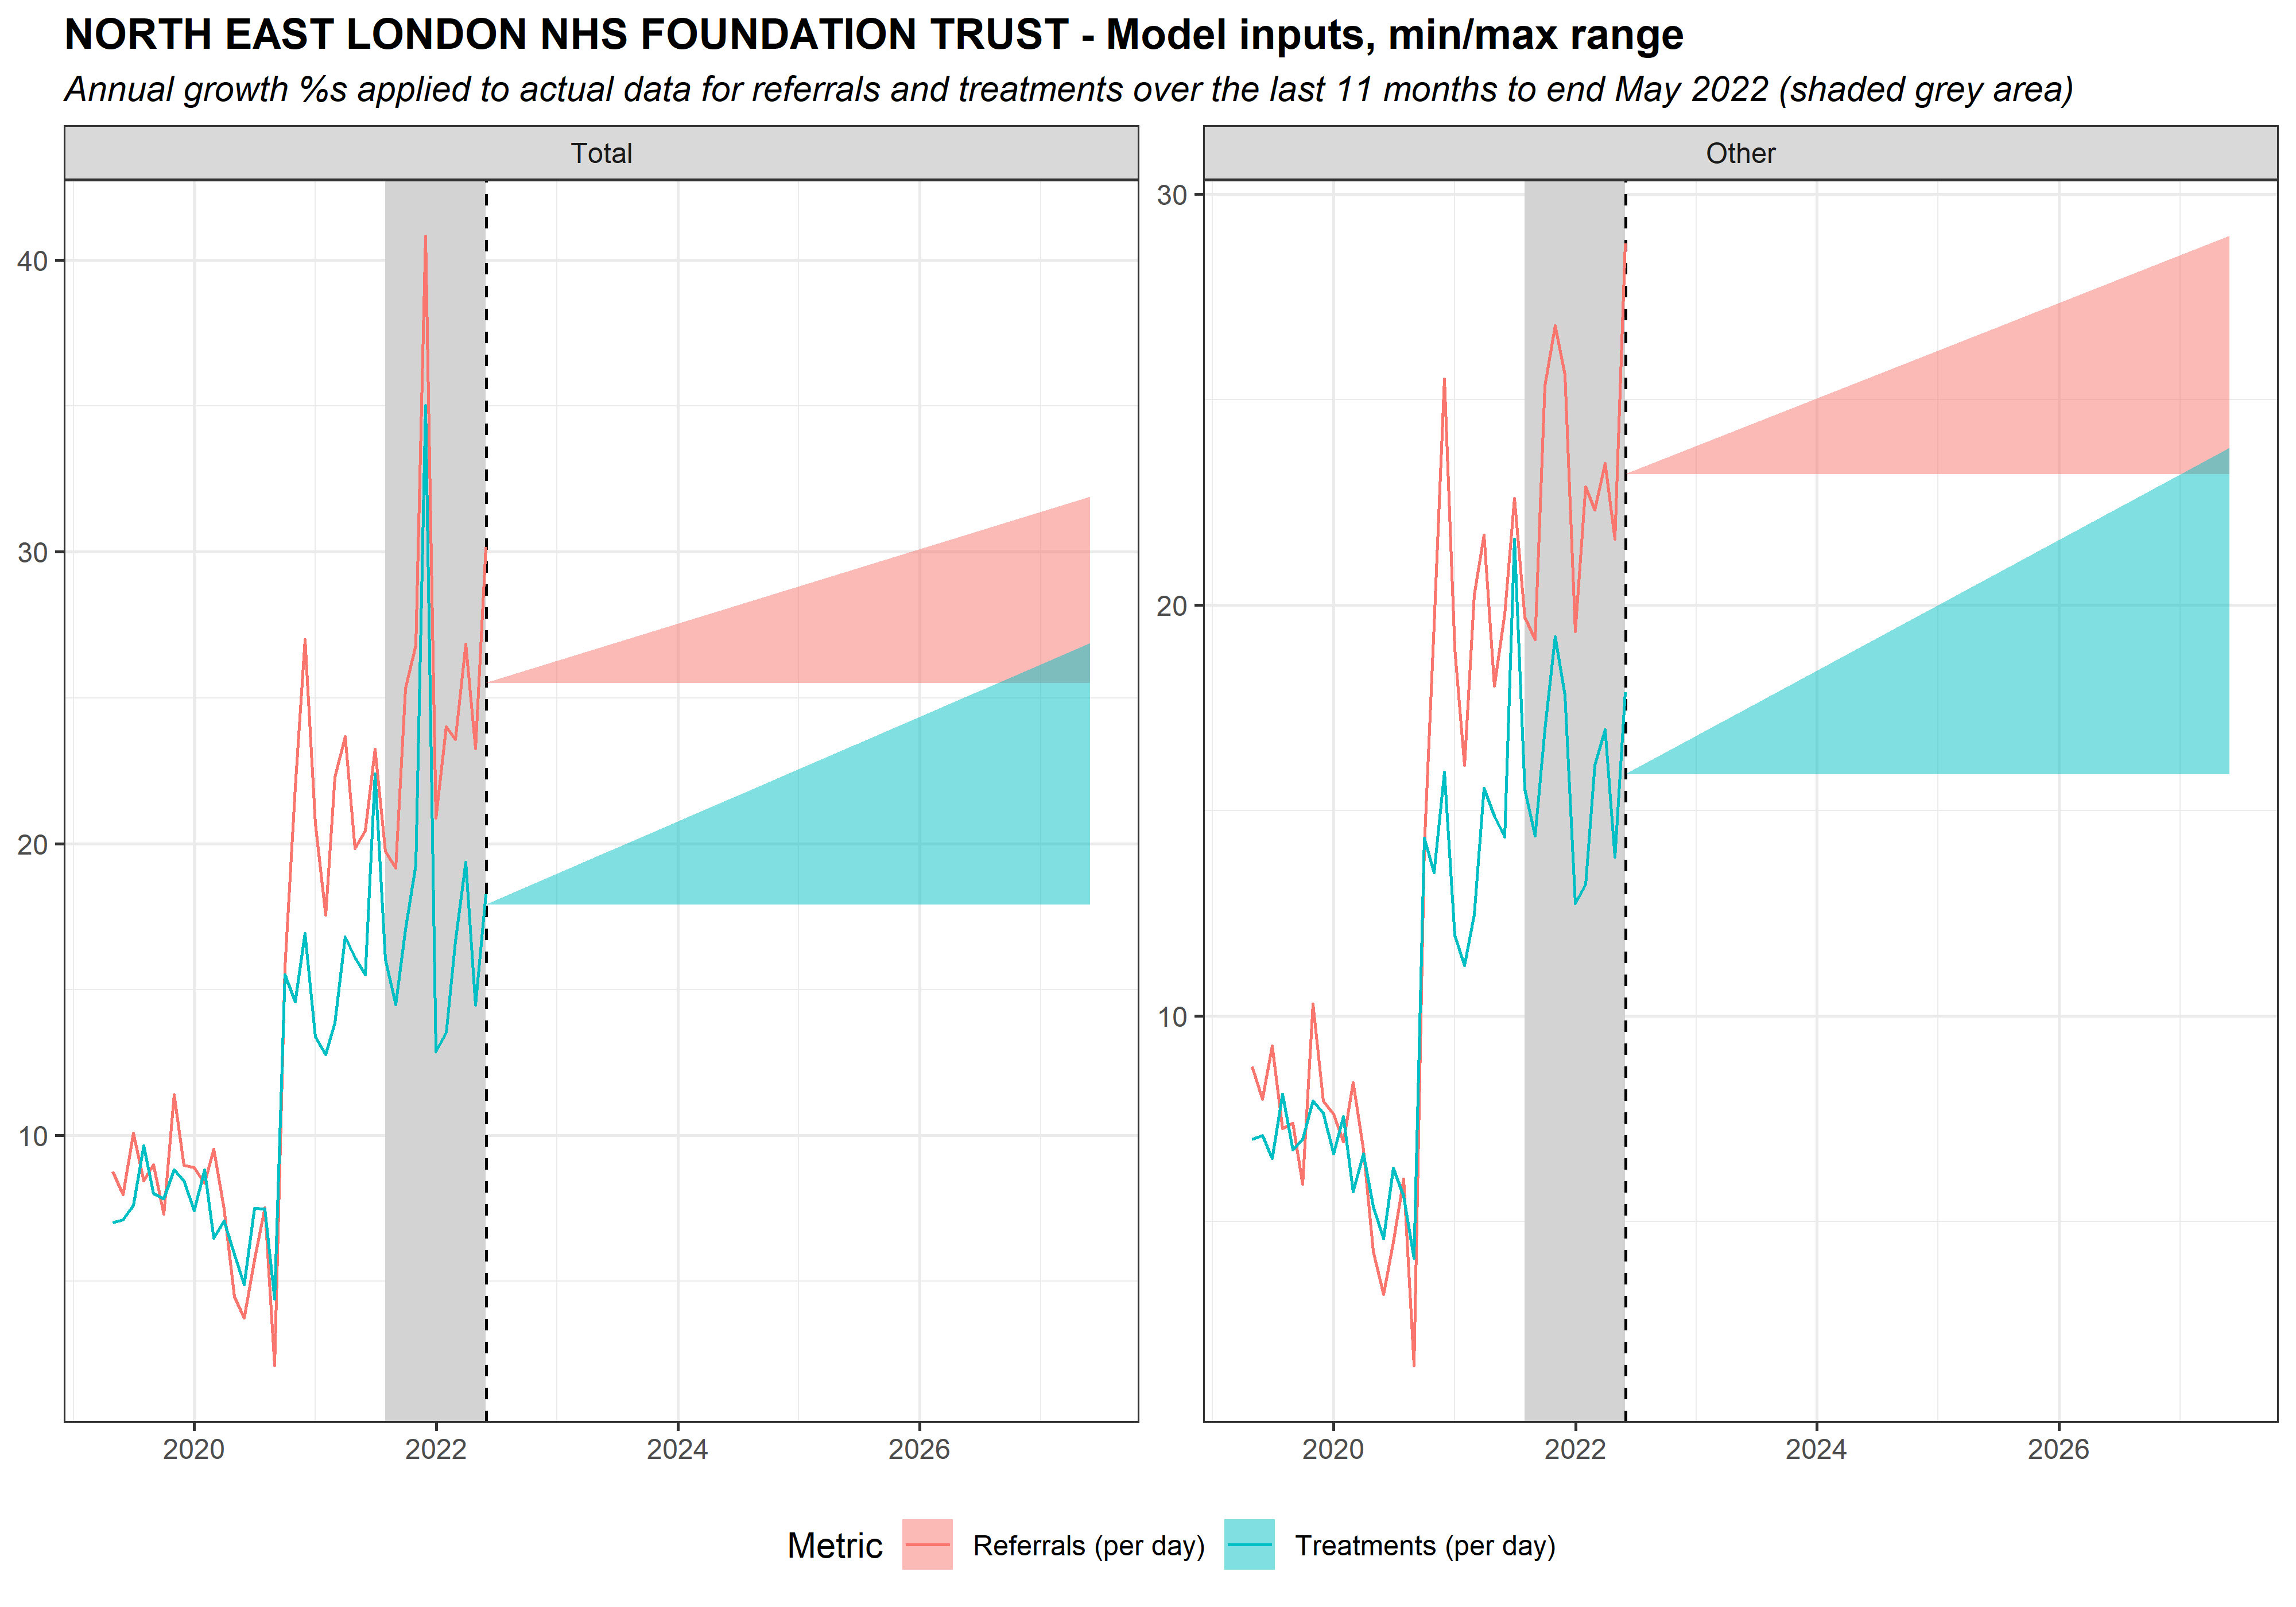 NORTH EAST LONDON NHS FOUNDATION TRUST - Model inputs, min/max range
Annual growth %s applied to actual data for referrals and treatments over the last 11 months to end May 2022 (shaded grey area)
Total
Other
40
30
20
10
30
20
10
2020 2022 2024 2026
2020 2022 2024 2026
Metric Referrals (per day) Treatments (per day)